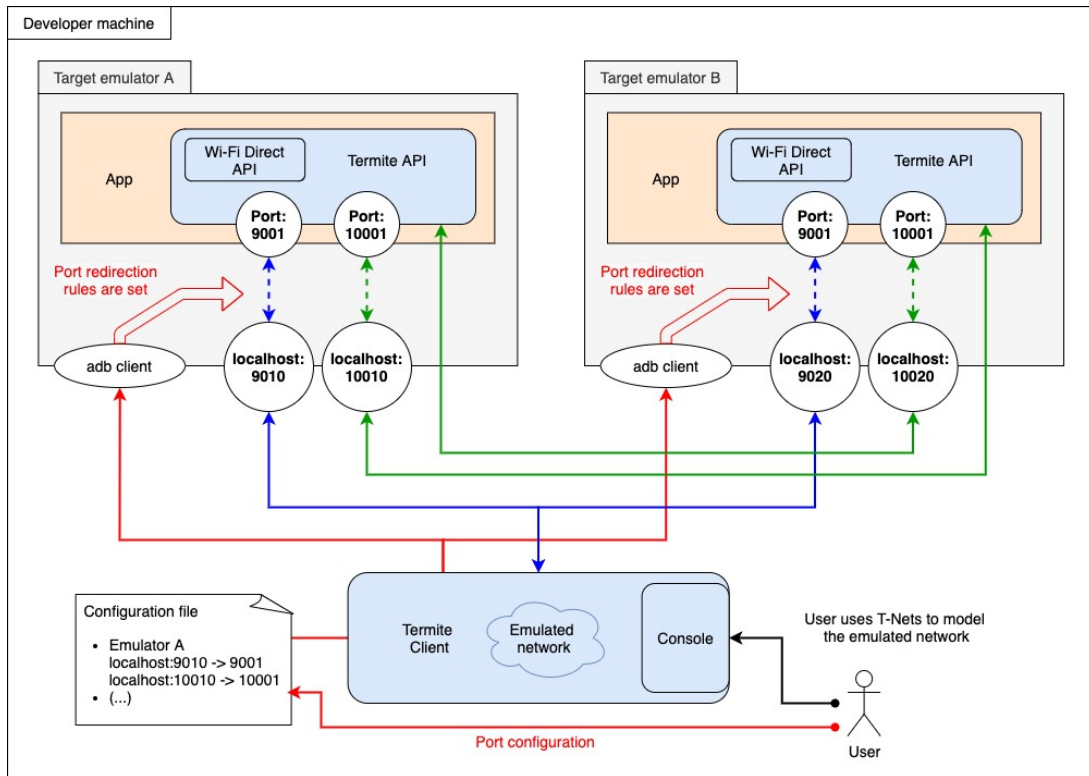 Developer machine
Target emulator A
Target emulator B
App
Wi-Fi Direct
API
Termite API
Port:
9001
Port:
10001
Port redirection
rules are set
adb client
localhost:
9010
localhost:
10010
App
Wi-Fi Direct
API
Termite API
Port:
9001
Port:
10001
Port redirection
rules are set
adb client
localhost:
9020
localhost:
10020
Configuration file
• Emulator A
localhost:9010 -> 9001
localhost:10010 -> 10001
• (...)
Termite
Client
Emulated
network
Console
User uses T-Nets to model
the emulated network
User
Port configuration